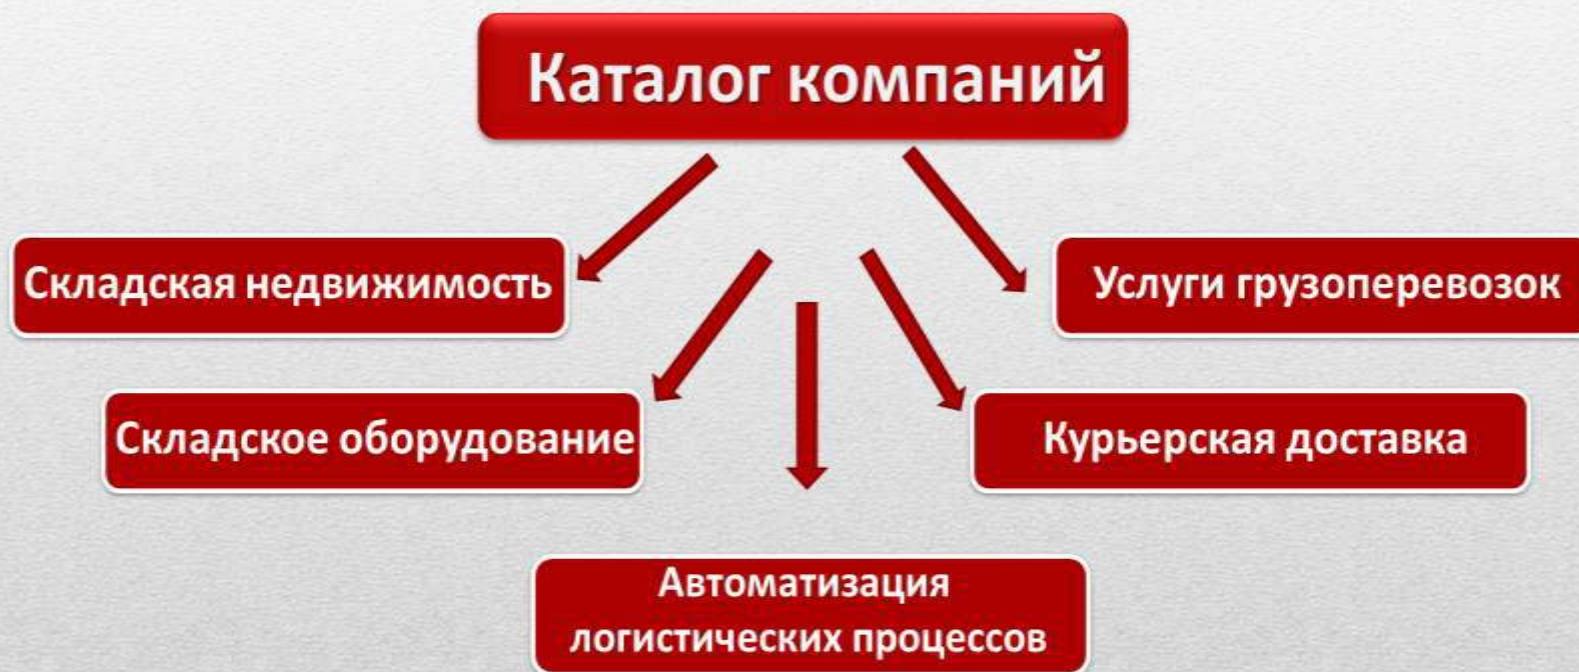 Каталог компаний
Складская недвижимость
Услуги грузоперевозок
Складское оборудование
Курьерская доставка
Автоматизация
логистических процессов